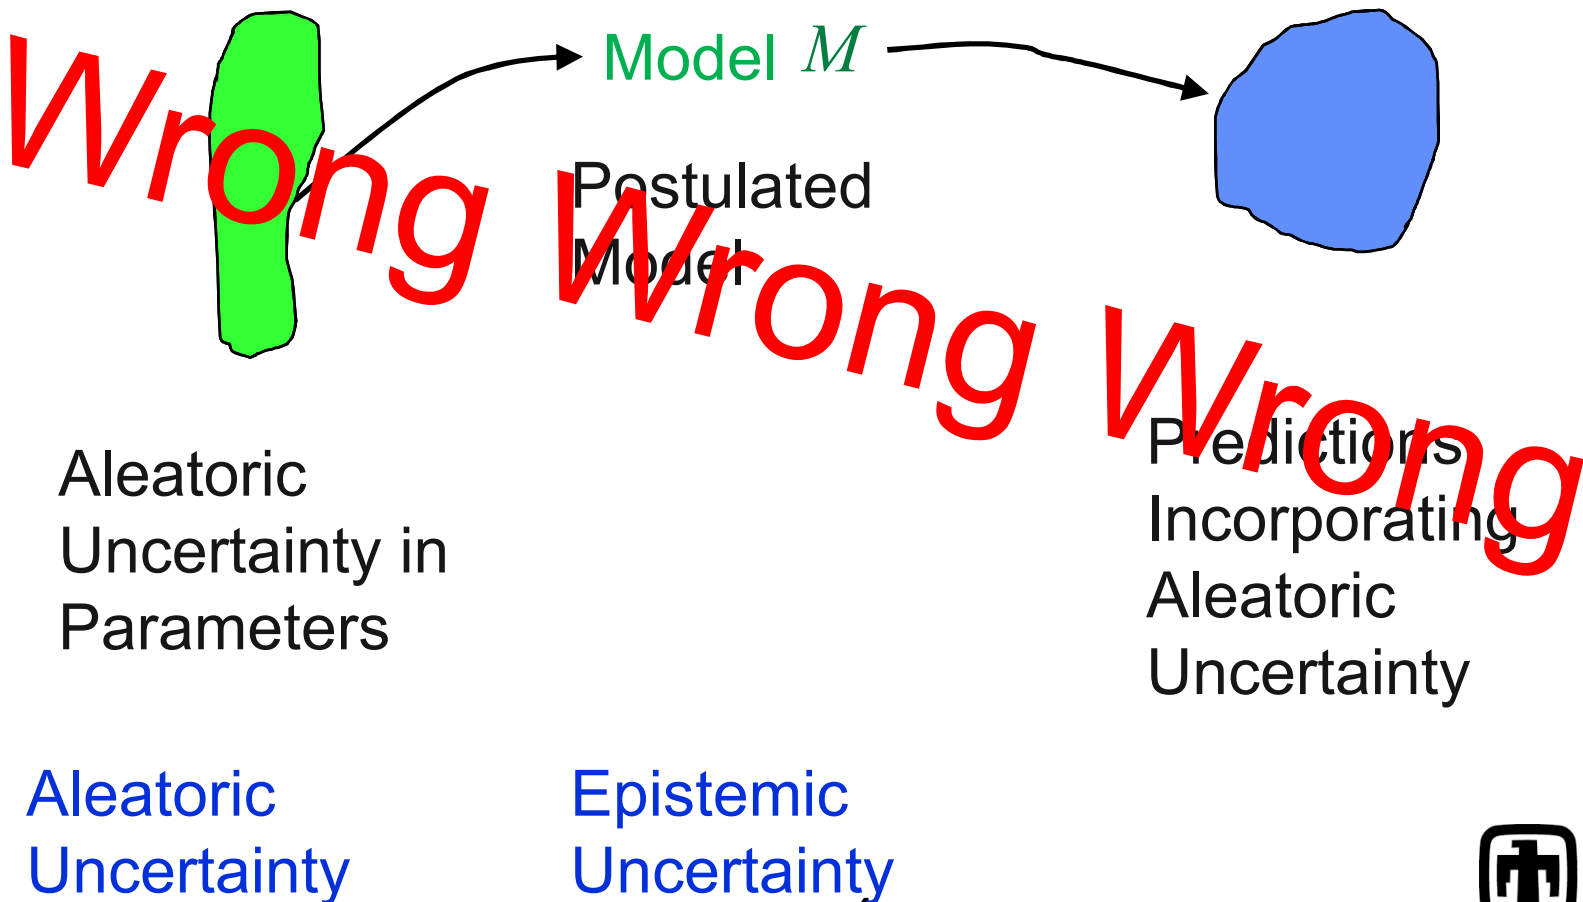 Model M
Wrong Wrong Wrong
Postulated
Model
Aleatoric
Uncertainty in
Parameters
Predictions
Incorporating
Aleatoric
Uncertainty
Aleatoric
Uncertainty
Epistemic
Uncertainty